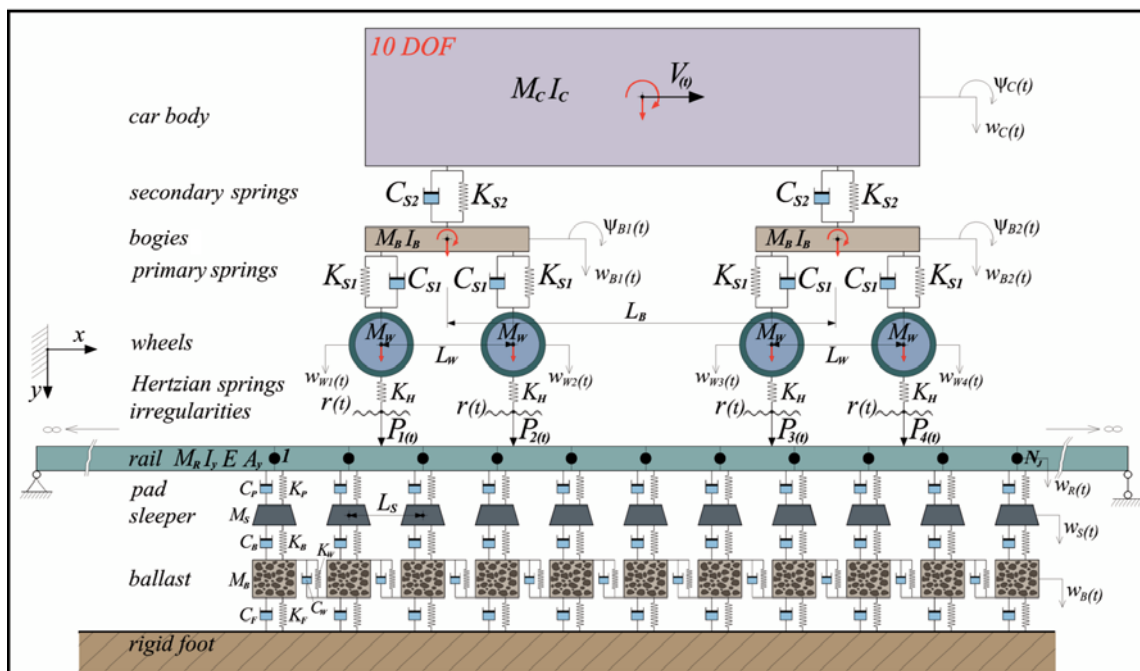 10 DOF
M_C I_C
V_(t)
Ψ_C(t)
w_C(t)
car body
secondary springs
C_S2 K_S2
C_S2 K_S2
bogies
M_B I_B
Ψ_B1(t)
M_B I_B
Ψ_B2(t)
primary springs
K_S1 C_S1 C_S1 K_S1
w_B1(t)
K_S1 C_S1 C_S1 K_S1
w_B2(t)
L_B
x
wheels
M_W M_W M_W M_W
L_W L_W
w_W1(t) w_W2(t) w_W3(t) w_W4(t)
y
Hertzian springs
K_H K_H K_H K_H
irregularities
r(t) r(t) r(t) r(t)
P_1(t) P_2(t) P_3(t) P_4(t)
∞ ∞
rail M_R I_y E A_y 1 N_J
w_R(t)
pad
C_P K_P
sleeper
M_S L_S
w_S(t)
C_B K_B K_W
ballast
M_B
w_B(t)
C_W
C_F K_F
rigid foot